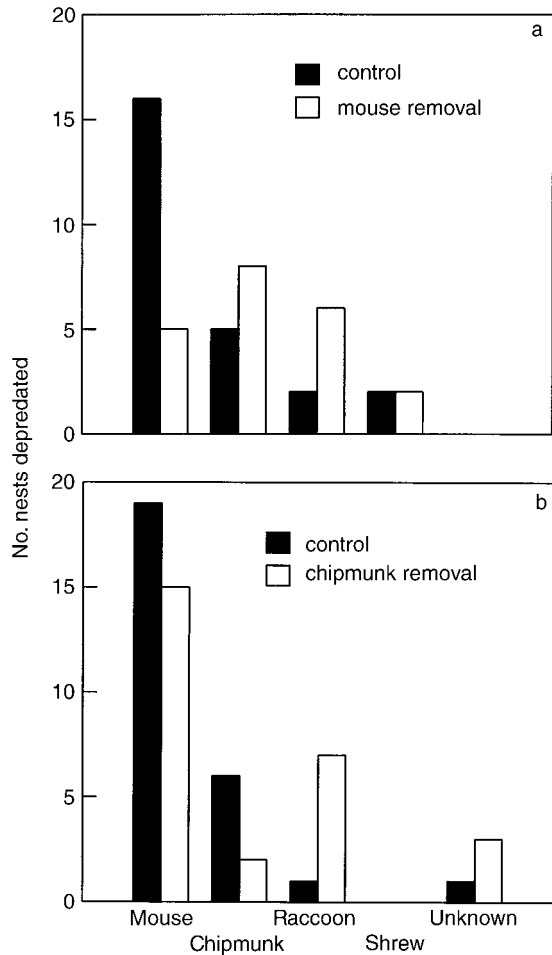 No. nests depredated
20
15
10
5
0
a
control
mouse removal
20
15
10
5
0
b
control
chipmunk removal
Mouse
Raccoon
Unknown
Chipmunk
Shrew